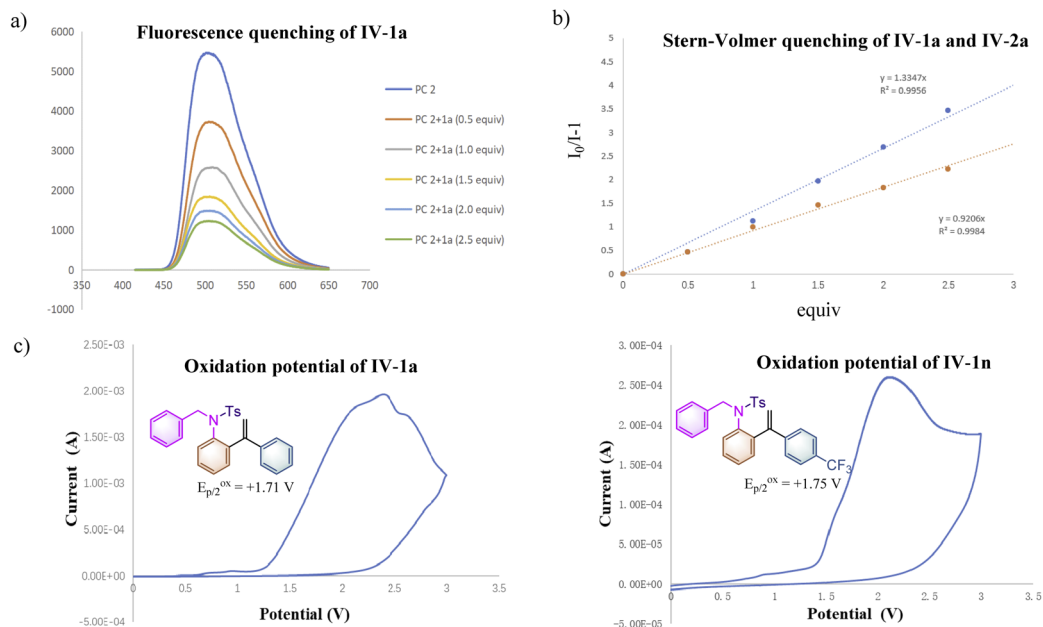 a)
Fluorescence quenching of IV-1a
6000
5000
4000
3000
2000
1000
0
-1000
350
400
450
500
550
600
650
700
PC 2
PC 2+1a (0.5 equiv)
PC 2+1a (1.0 equiv)
PC 2+1a (1.5 equiv)
PC 2+1a (2.0 equiv)
PC 2+1a (2.5 equiv)
b)
Stern-Volmer quenching of IV-1a and IV-2a
5
4.5
4
3.5
3
2.5
2
1.5
1
0.5
0
I0/I-1
y = 1.3347x
R² = 0.9956
y = 0.9206x
R² = 0.9984
0
0.5
1
1.5
2
2.5
3
equiv
c)
Oxidation potential of IV-1a
2.50E-03
2.00E-03
1.50E-03
1.00E-03
5.00E-04
0.00E+00
-5.00E-04
Current (A)
N
Ts
Ep/2ox = +1.71 V
0
0.5
1
1.5
2
2.5
3
3.5
Potential (V)
Oxidation potential of IV-1n
3.00E-04
2.50E-04
2.00E-04
1.50E-04
1.00E-04
5.00E-05
0.00E+00
-5.00E-05
Current (A)
N
Ts
CF3
Ep/2ox = +1.75 V
0
0.5
1
1.5
2
2.5
3
3.5
Potential (V)